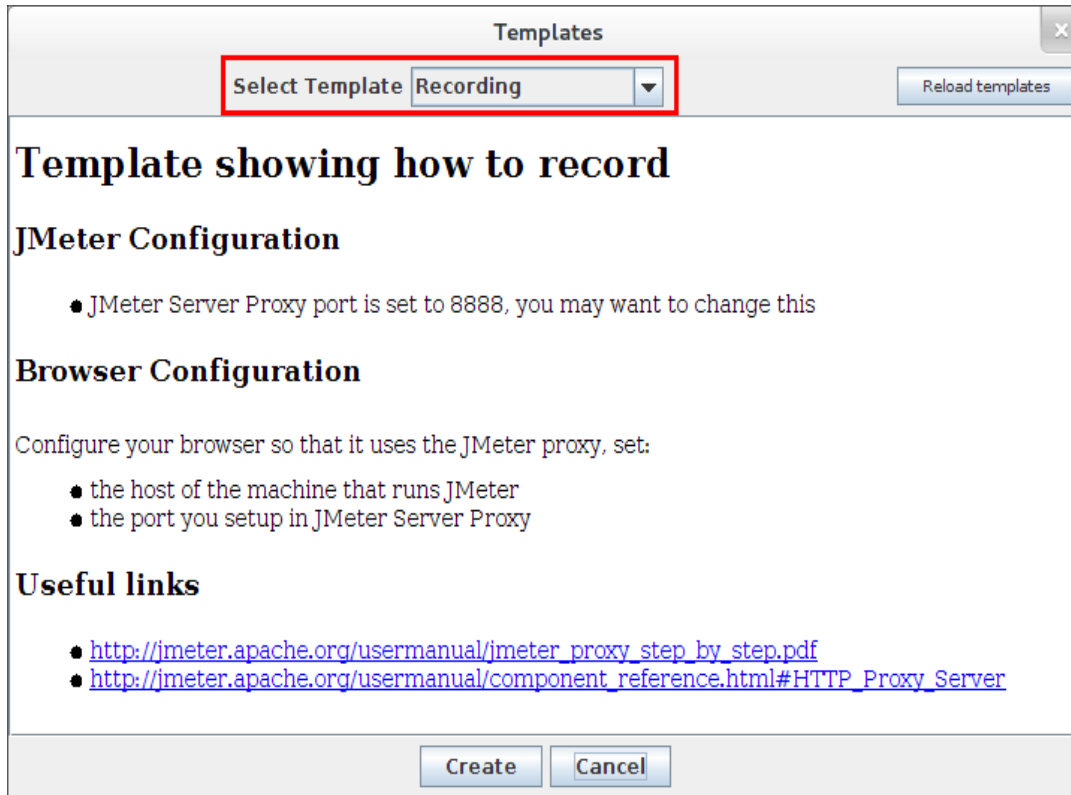 Templates
Select Template Recording
Reload templates
Template showing how to record
JMeter Configuration
JMeter Server Proxy port is set to 8888, you may want to change this
Browser Configuration
Configure your browser so that it uses the JMeter proxy, set:
the host of the machine that runs JMeter
the port you setup in JMeter Server Proxy
Useful links
http://jmeter.apache.org/usermanual/jmeter_proxy_step_by_step.pdf
http://jmeter.apache.org/usermanual/component_reference.html#HTTP_Proxy_Server
Create Cancel